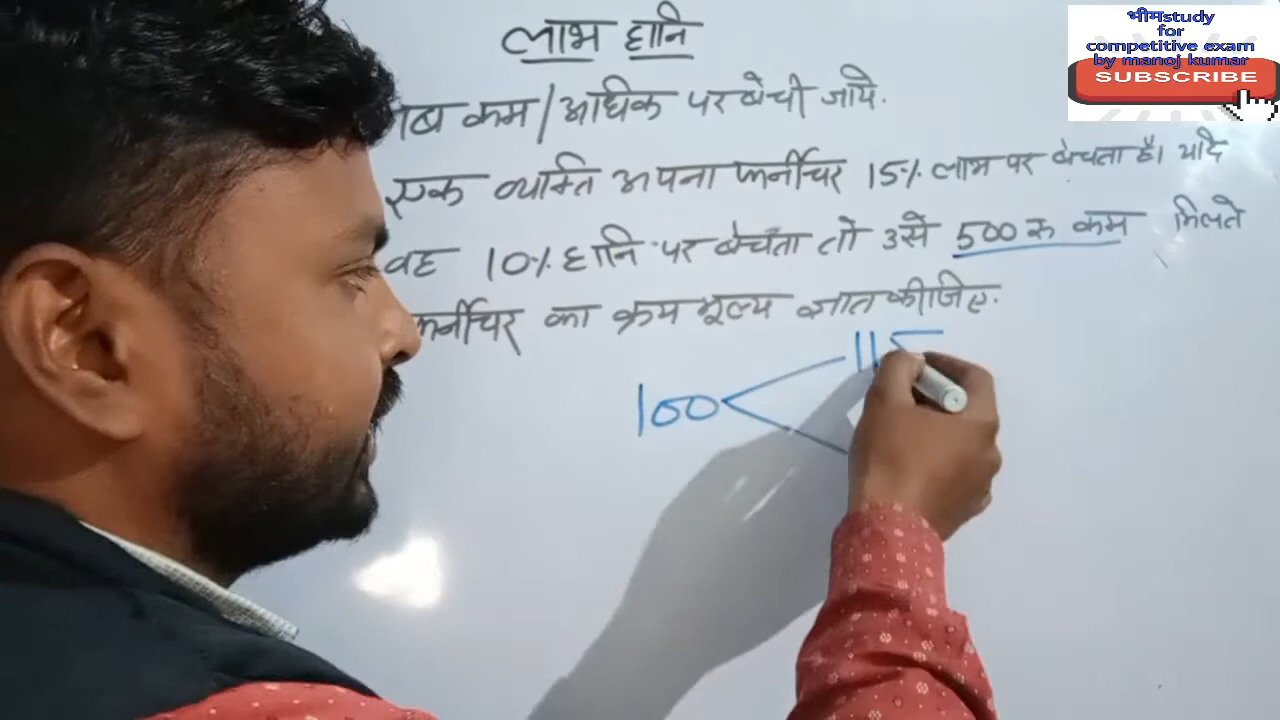 लाभ हानि
जब कम/अधिक पर बेची जाये.
एक व्यक्ति अपना फर्नीचर 15% लाभ पर बेचता है। यदि
वह 10% हानि पर बेचता तो उसे 500 रु कम मिलते
फर्नीचर का क्रय मूल्य ज्ञात कीजिए.
100 115
भीमstudy
for
competitive exam
by manoj kumar
SUBSCRIBE